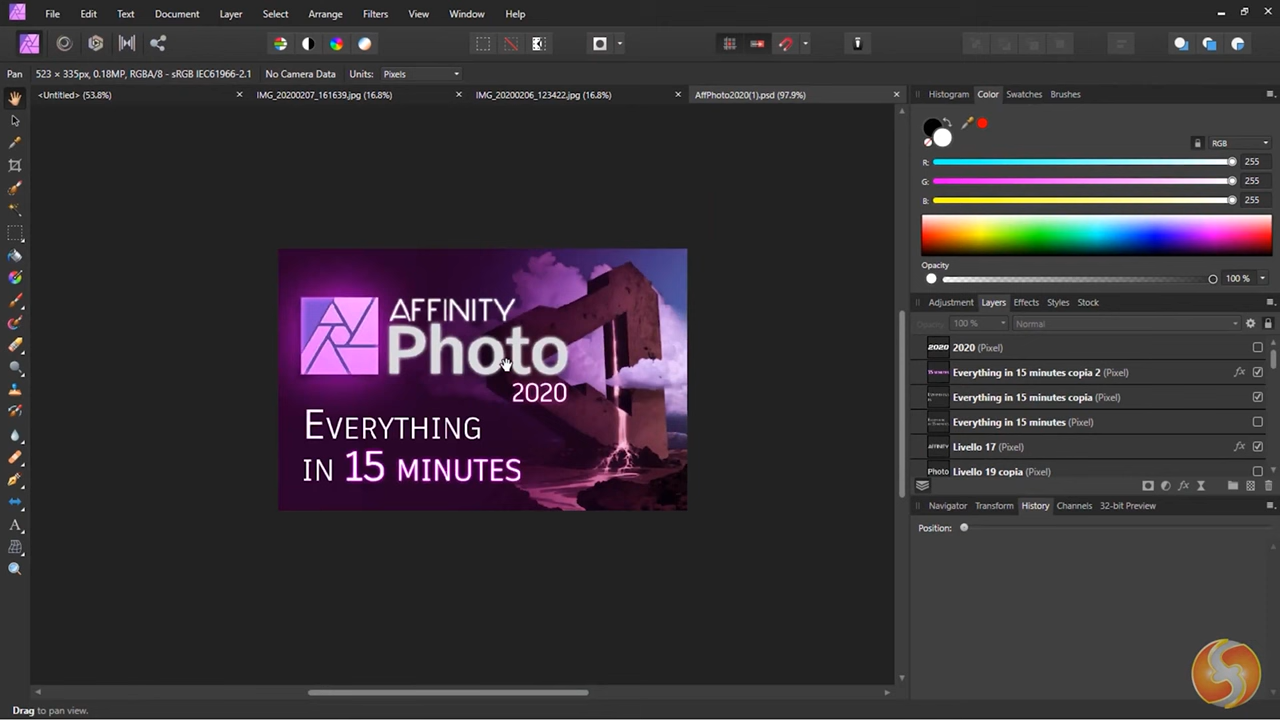 File Edit Text Document Layer Select Arrange Filters View Window Help
Pan 523 × 335px, 0.18MP, RGBA/8 - sRGB IEC61966-2.1 No Camera Data Units: Pixels
<Untitled> (53.8%) IMG_20200207_161639.jpg (16.8%) IMG_20200206_123422.jpg (16.8%) AffPhoto2020(1).psd (97.9%)
Histogram Color Swatches Brushes
RGB
R: 255
G: 255
B: 255
Opacity
100 %
Adjustment Layers Effects Styles Stock
Opacity: 100 % Normal
2020 2020 (Pixel)
Everything in 15 minutes copia 2 (Pixel)
Everything in 15 minutes copia (Pixel)
Everything in 15 minutes (Pixel)
AFFINITY Livello 17 (Pixel)
Photo Livello 19 copia (Pixel)
Navigator Transform History Channels 32-bit Preview
Position:
AFFINITY
Photo
2020
EVERYTHING
IN 15 MINUTES
Drag to pan view.